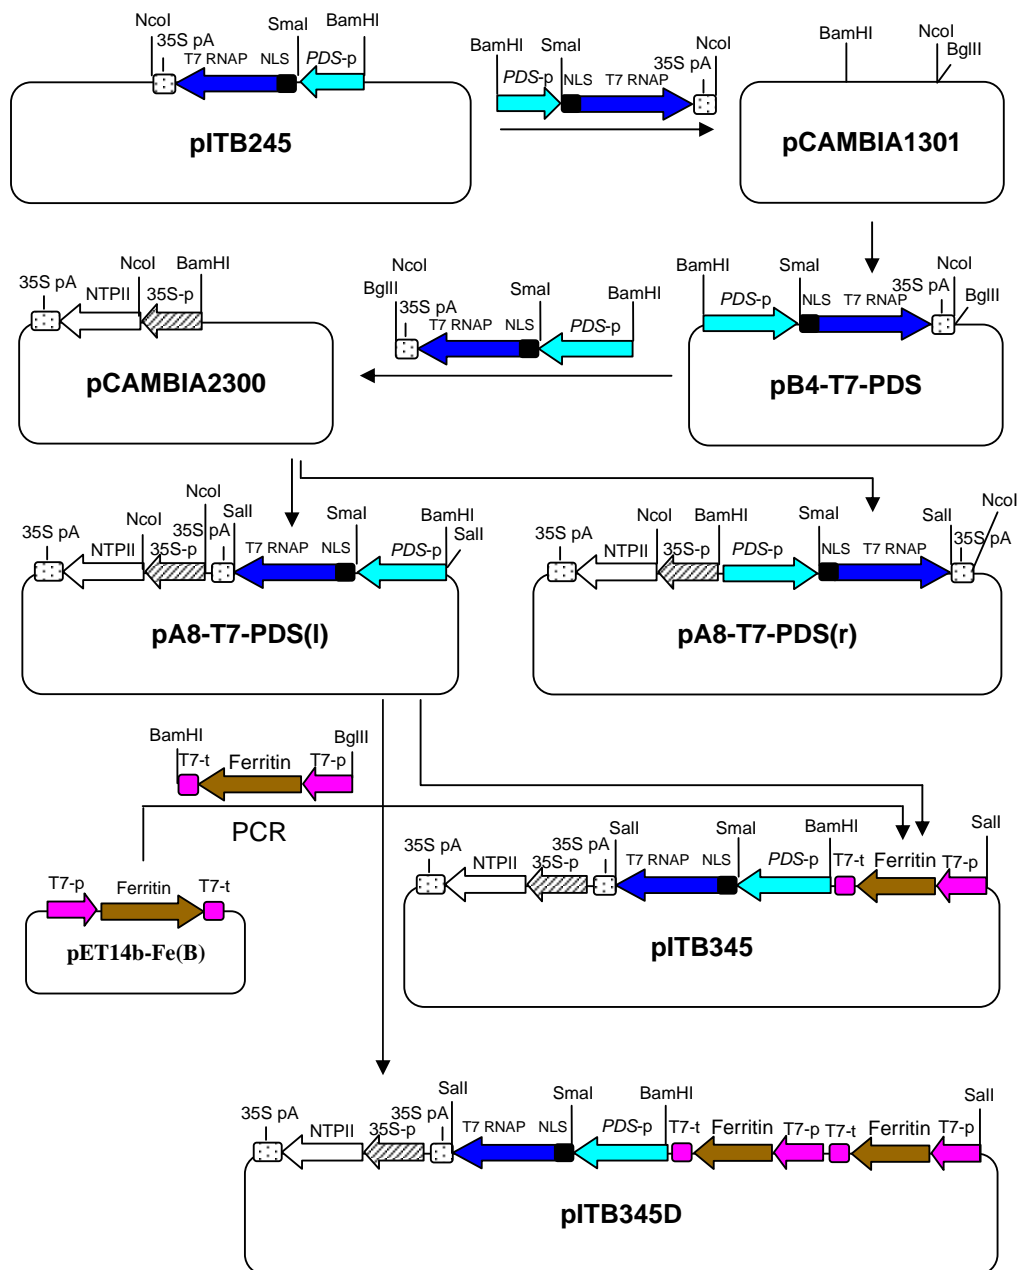 NcoI
35S pA
T7 RNAP
NLS
SmaI
PDS-p
BamHI
pITB245
BamHI
PDS-p
SmaI
NLS
T7 RNAP
35S pA
NcoI
BamHI
NcoI
BglII
pCAMBIA1301
35S pA
NTPII
NcoI
35S-p
BamHI
pCAMBIA2300
NcoI
BglII
35S pA
T7 RNAP
NLS
SmaI
PDS-p
BamHI
BamHI
PDS-p
SmaI
NLS
T7 RNAP
35S pA
NcoI
BglII
pB4-T7-PDS
35S pA
NTPII
NcoI
35S-p
NcoI
35S pA
SalI
T7 RNAP
NLS
SmaI
PDS-p
BamHI
SalI
pA8-T7-PDS(l)
35S pA
NTPII
NcoI
35S-p
BamHI
PDS-p
SmaI
NLS
T7 RNAP
SalI
35S pA
NcoI
pA8-T7-PDS(r)
BamHI
T7-t
Ferritin
T7-p
BglII
PCR
T7-p
Ferritin
T7-t
pET14b-Fe(B)
35S pA
NTPII
35S-p
35S pA
SalI
T7 RNAP
NLS
SmaI
PDS-p
BamHI
T7-t
Ferritin
T7-p
SalI
pITB345
35S pA
NTPII
35S-p
35S pA
SalI
T7 RNAP
NLS
SmaI
PDS-p
BamHI
T7-t
Ferritin
T7-p
T7-t
Ferritin
T7-p
SalI
pITB345D